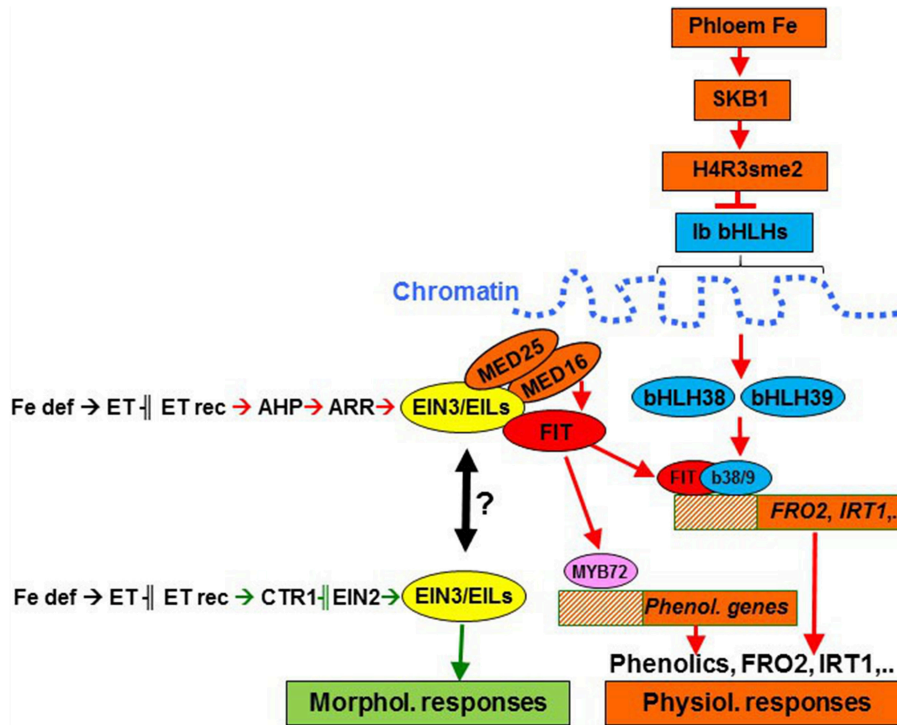 Phloem Fe
SKB1
H4R3sme2
Ib bHLHs
Chromatin
MED25
MED16
Fe def → ET ╢ ET rec → AHP → ARR → EIN3/EILs
bHLH38 bHLH39
FIT
FIT b38/9
?
FRO2, IRT1,..
MYB72
Fe def → ET ╢ ET rec → CTR1 ╢ EIN2 → EIN3/EILs
Phenol. genes
Phenolics, FRO2, IRT1,..
Morphol. responses
Physiol. responses